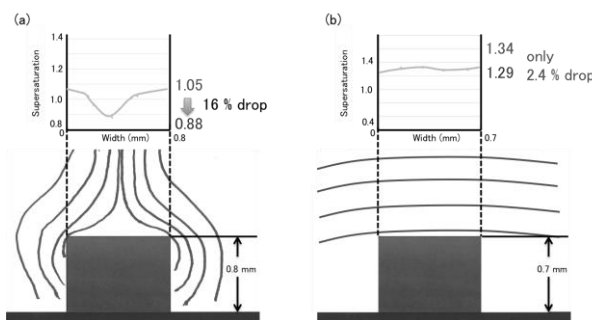 (a)
Supersaturation
1.4
1.2
1.0
0.8
0
Width (mm)
0.8
1.05
16 % drop
0.88
0.8 mm
(b)
Supersaturation
1.4
1.2
1.0
0.4
0
Width (mm)
0.7
1.34
only
1.29
2.4 % drop
0.7 mm